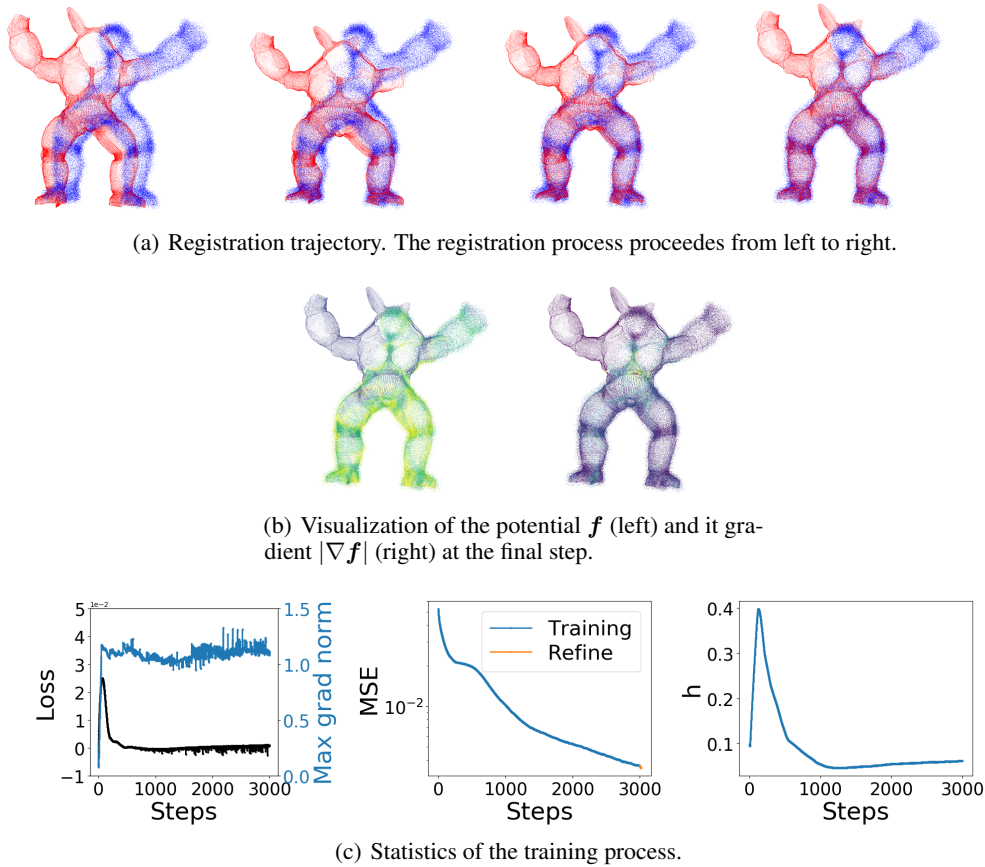 (a) Registration trajectory. The registration process proceedes from left to right.
(b) Visualization of the potential f (left) and it gra-
dient |∇f| (right) at the final step.
1e−2
5
4
3
2
1
0
−1
Loss
1.5
1.0
0.5
0.0
Max grad norm
0 1000 2000 3000
Steps
MSE
10⁻²
Training
Refine
0 1000 2000 3000
Steps
h
0.4
0.3
0.2
0.1
0 1000 2000 3000
Steps
(c) Statistics of the training process.